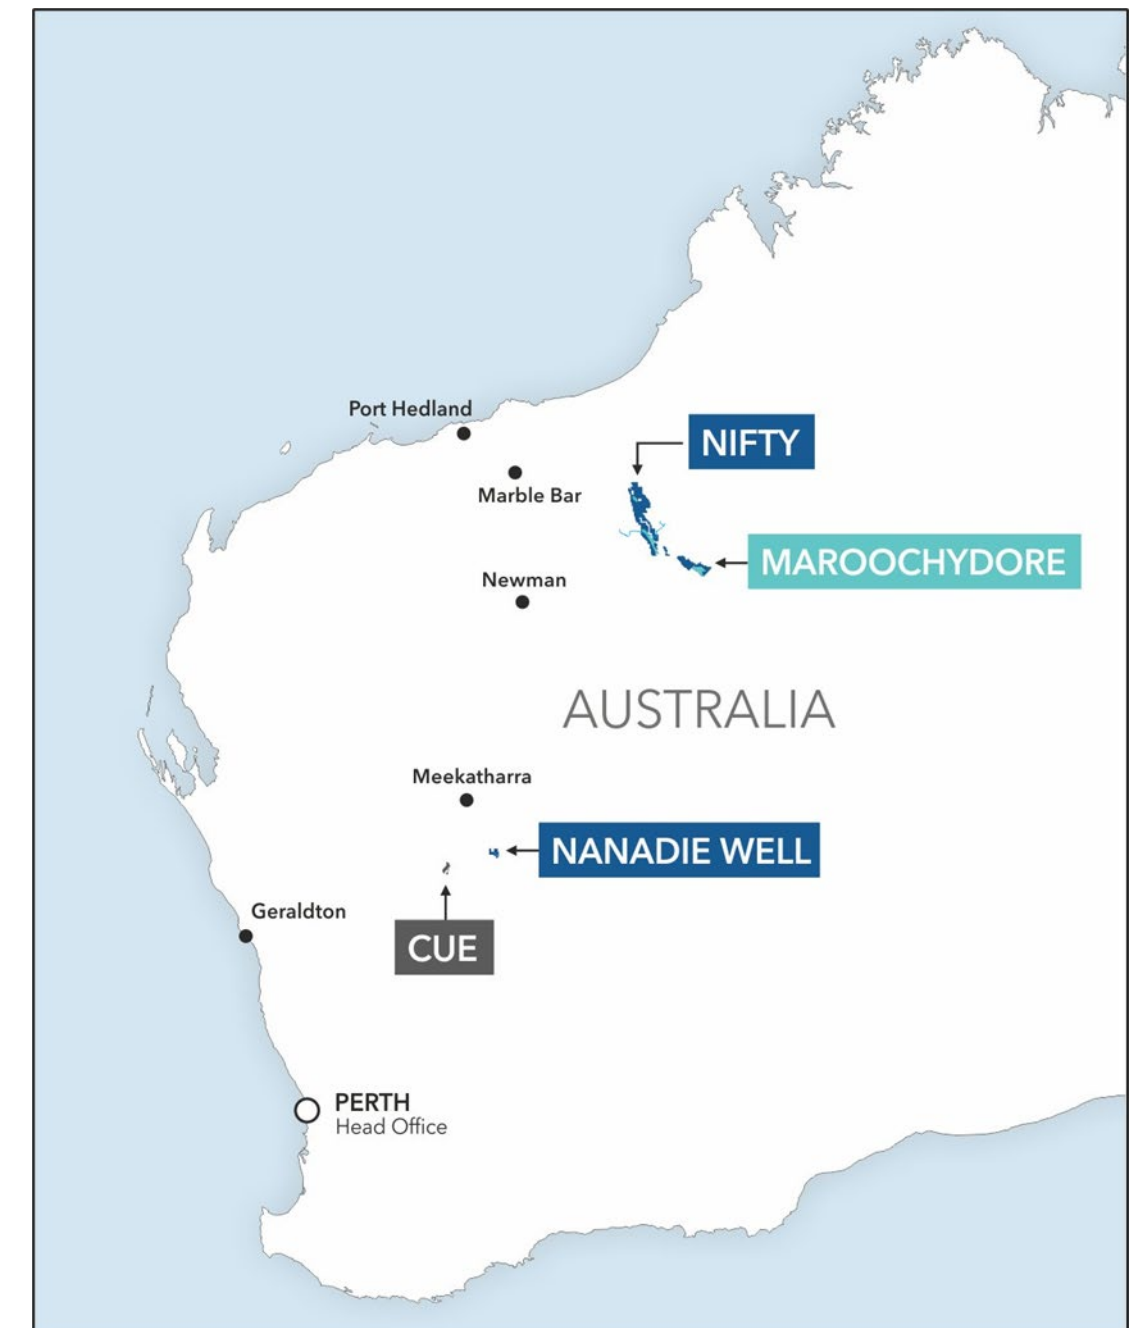 Port Hedland
NIFTY
Marble Bar
MAROOCHYDORE
Newman
AUSTRALIA
Meekatharra
NANADIE WELL
Geraldton
CUE
PERTH
Head Office